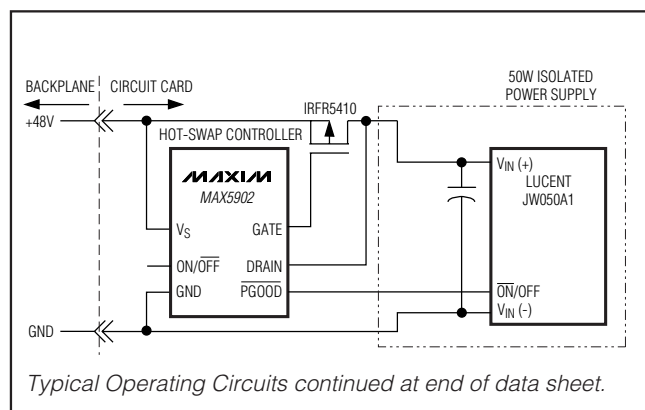 50W ISOLATED
POWER SUPPLY
BACKPLANE
CIRCUIT CARD
IRFR5410
+48V
HOT-SWAP CONTROLLER
MAXIM
MAX5902
VIN (+)
LUCENT
JW050A1
VS
GATE
ON/OFF
DRAIN
GND
PGOOD
ON/OFF
VIN (-)
GND
Typical Operating Circuits continued at end of data sheet.